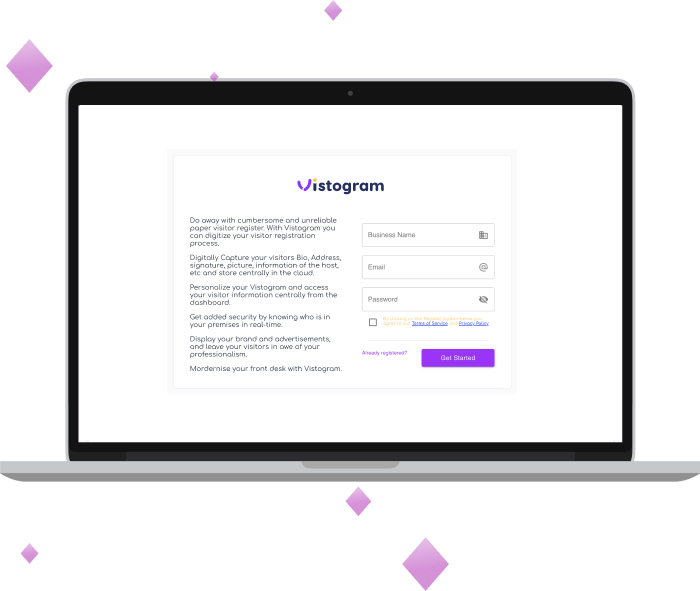 Vistogram
Do away with cumbersome and unreliable
paper visitor register. With Vistogram you
can digitize your visitor registration
process.
Digitally Capture your visitors Bio, Address,
signature, picture, information of the host,
etc and store centrally in the cloud.
Personalize your Vistogram and access
your visitor information centrally from the
dashboard.
Get added security by knowing who is in
your premises in real-time.
Display your brand and advertisements,
and leave your visitors in awe of your
professionalism.
Mordernise your front desk with Vistogram.
Business Name
Email
Password
By clicking on the Register button below you
agree to our Terms of Service and Privacy Policy
Already registered?
Get Started